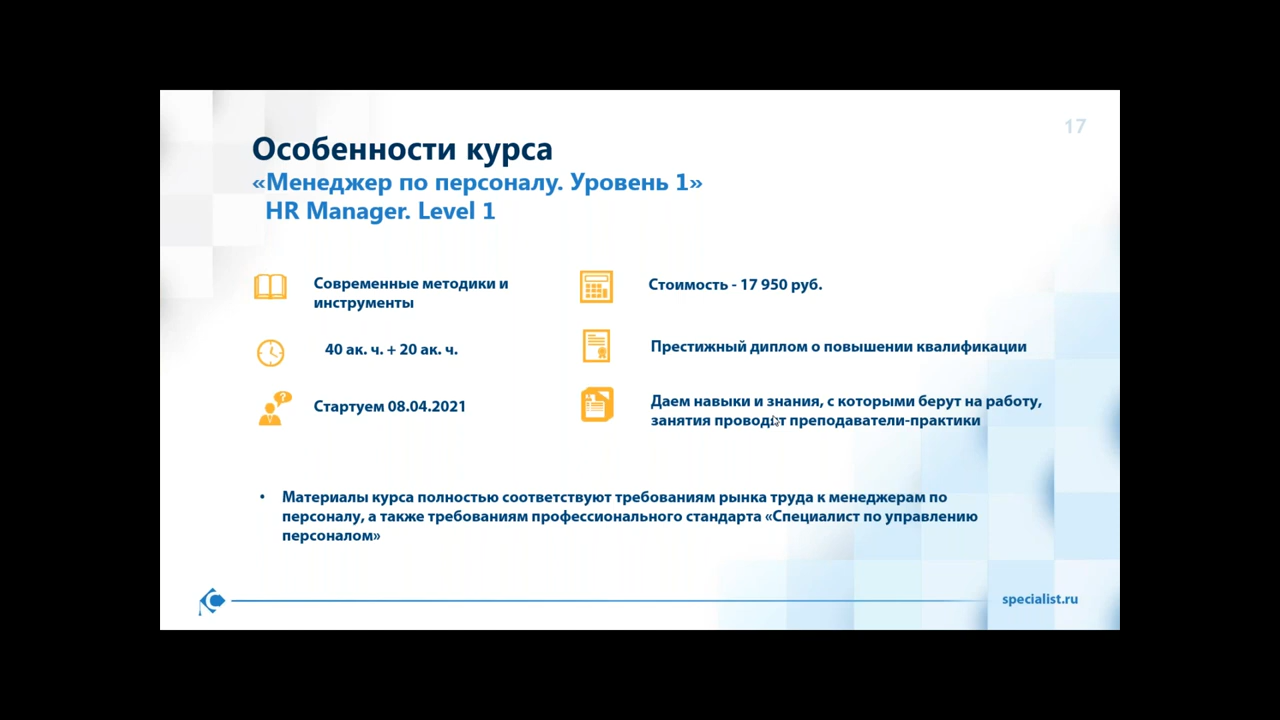 17
Особенности курса
«Менеджер по персоналу. Уровень 1»
HR Manager. Level 1
Современные методики и
инструменты
Стоимость - 17 950 руб.
40 ак. ч. + 20 ак. ч.
Престижный диплом о повышении квалификации
Стартуем 08.04.2021
Даем навыки и знания, с которыми берут на работу,
занятия проводят преподаватели-практики
• Материалы курса полностью соответствуют требованиям рынка труда к менеджерам по
персоналу, а также требованиям профессионального стандарта «Специалист по управлению
персоналом»
specialist.ru